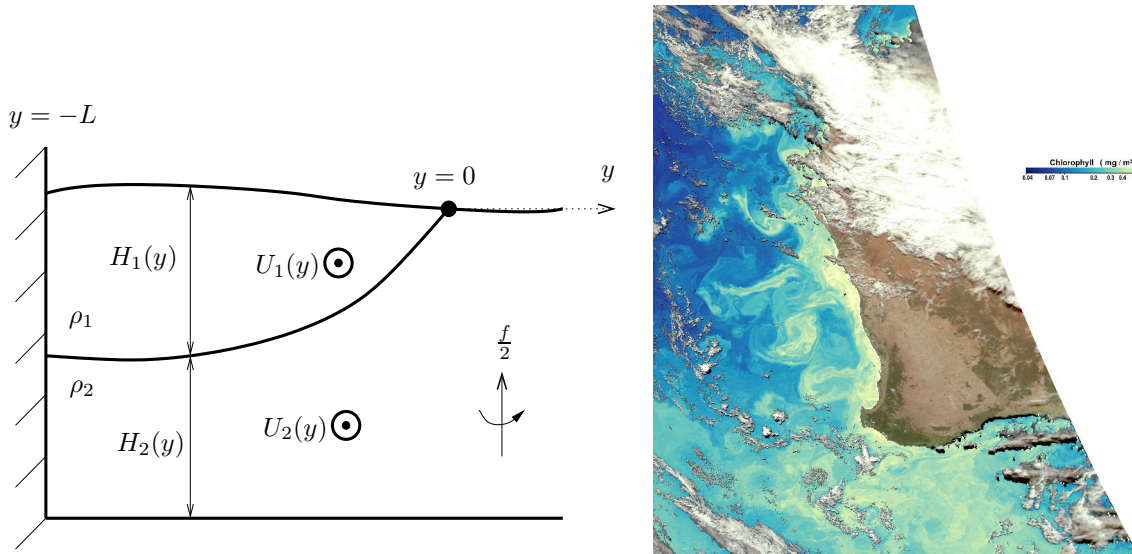 y = −L
y
y = 0
H₁(y)
U₁(y)
ρ₁
f/2
ρ₂
H₂(y)
U₂(y)
Chlorophyll ( mg / m³
0.04 0.07 0.1 0.2 0.3 0.4